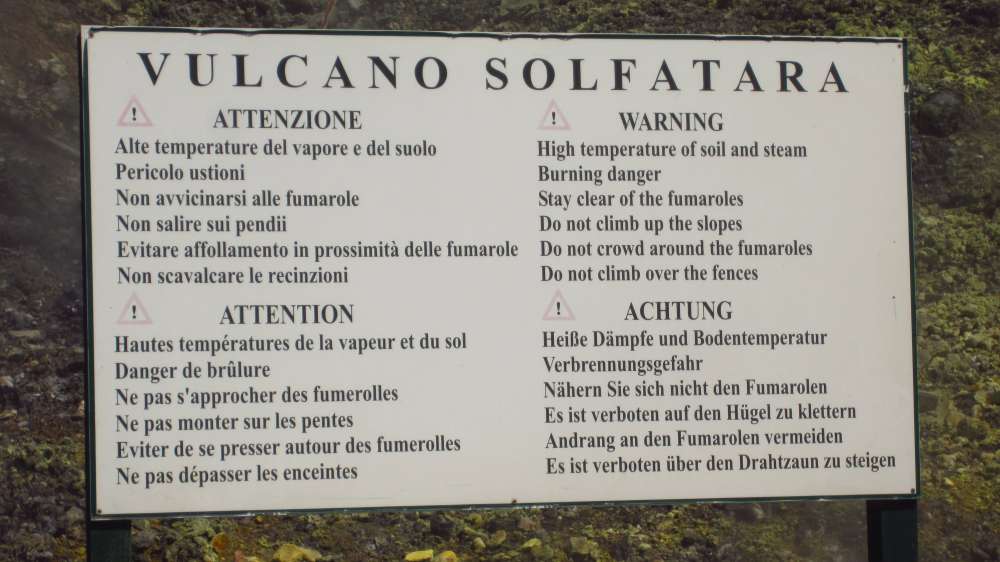 VULCANO SOLFATARA
! ATTENZIONE
Alte temperature del vapore e del suolo
Pericolo ustioni
Non avvicinarsi alle fumarole
Non salire sui pendii
Evitare affollamento in prossimità delle fumarole
Non scavalcare le recinzioni
! WARNING
High temperature of soil and steam
Burning danger
Stay clear of the fumaroles
Do not climb up the slopes
Do not crowd around the fumaroles
Do not climb over the fences
! ATTENTION
Hautes températures de la vapeur et du sol
Danger de brûlure
Ne pas s'approcher des fumerolles
Ne pas monter sur les pentes
Eviter de se presser autour des fumerolles
Ne pas dépasser les enceintes
! ACHTUNG
Heiße Dämpfe und Bodentemperatur
Verbrennungsgefahr
Nähern Sie sich nicht den Fumarolen
Es ist verboten auf den Hügel zu klettern
Andrang an den Fumarolen vermeiden
Es ist verboten über den Drahtzaun zu steigen